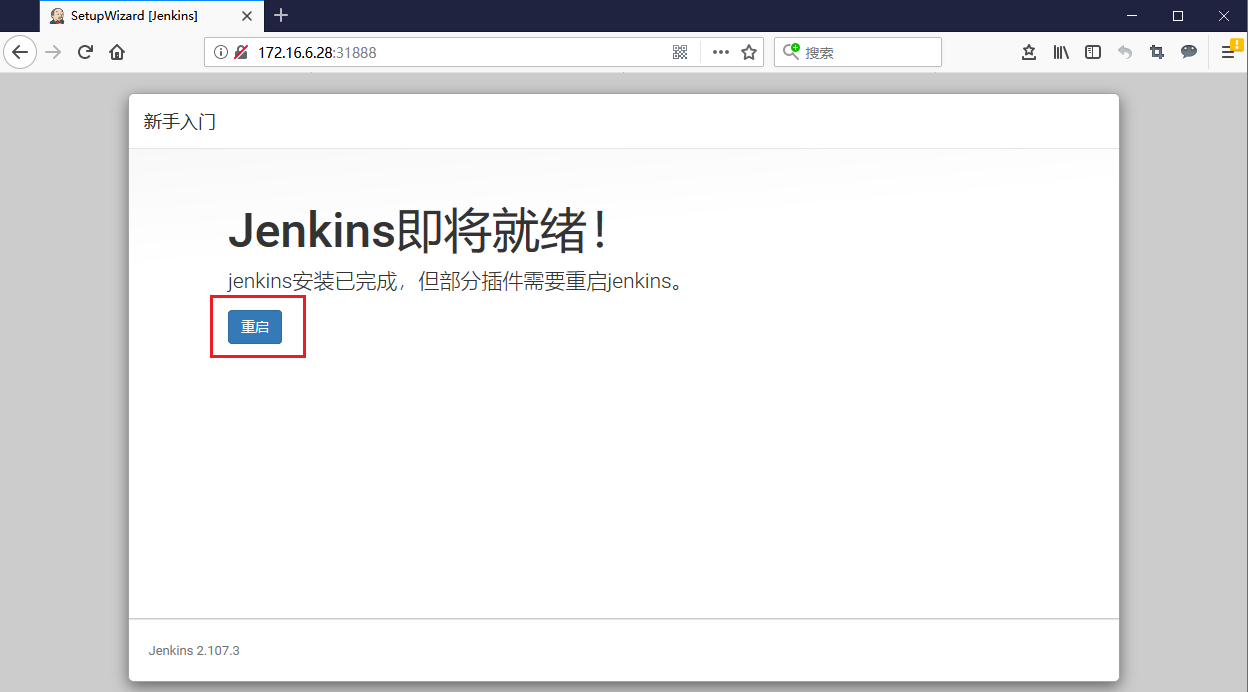 SetupWizard [Jenkins]
172.16.6.28:31888
搜索
新手入门
Jenkins即将就绪！
jenkins安装已完成，但部分插件需要重启jenkins。
重启
Jenkins 2.107.3